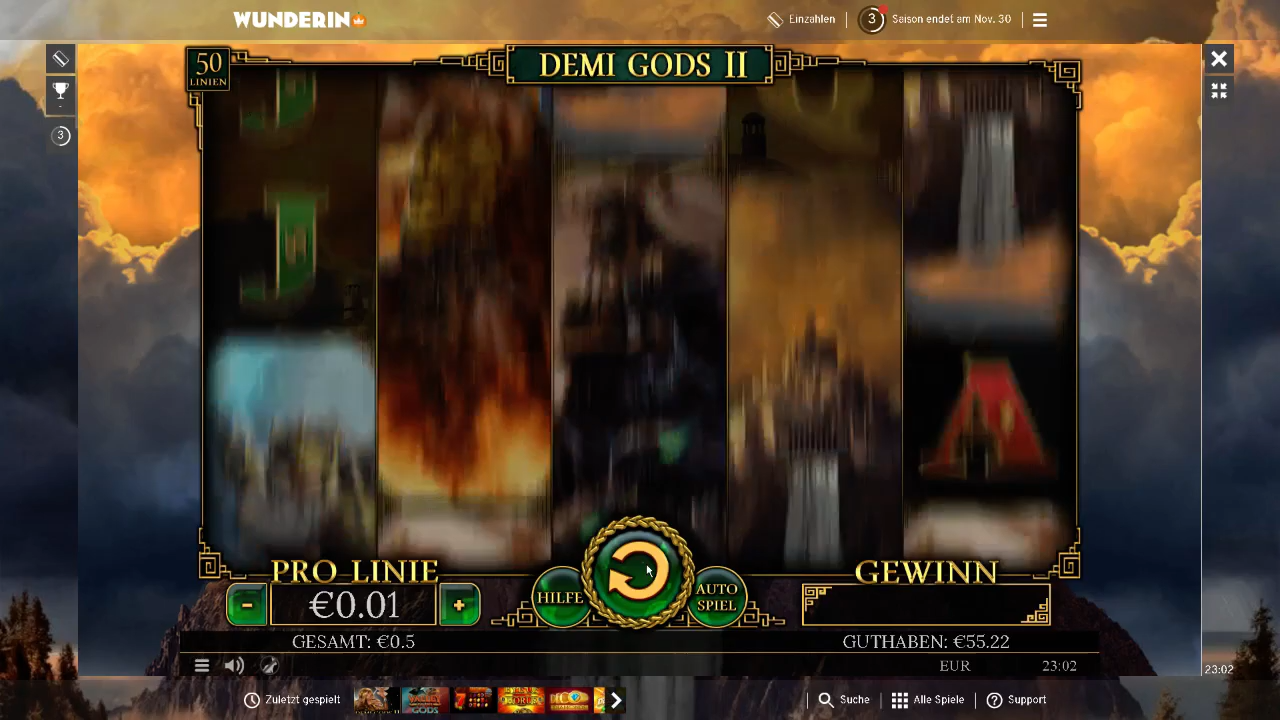 WUNDERIN
Einzahlen
3
Saison endet am Nov. 30
50
LINIEN
DEMI GODS II
3
PRO LINIE
-
€0.01
+
HILFE
AUTO
SPIEL
GEWINN
GESAMT: €0.5
GUTHABEN: €55.22
EUR
23:02
23:02
Zuletzt gespielt
Suche
Alle Spiele
Support